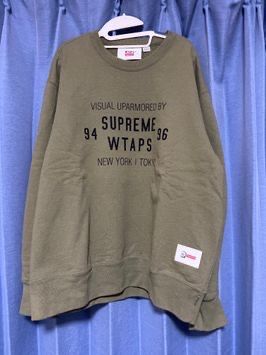 VISUAL UPARMORED BY
SUPREME
94 96
WTAPS
NEW YORK / TOKYO